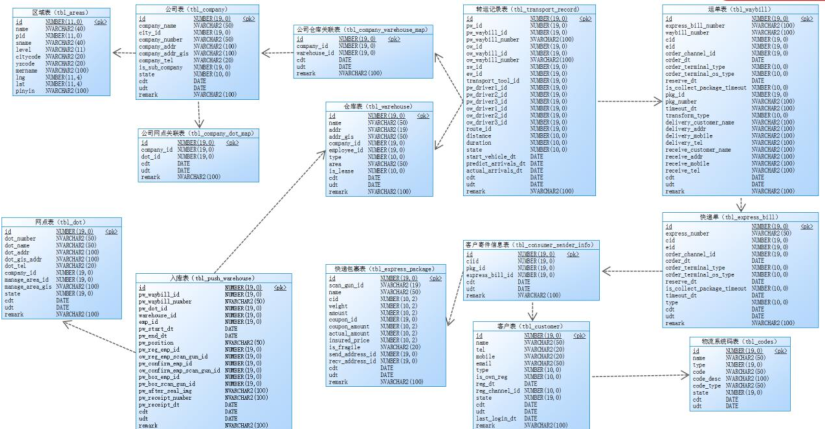 区域表 (tbl_areas)
id NUMBER(11,0) <pk>
name NVARCHAR2(40)
pid NUMBER(11,0)
sname NVARCHAR2(40)
level NVARCHAR2(11)
citycode NVARCHAR2(20)
yzcode NVARCHAR2(20)
mername NVARCHAR2(100)
lng NUMBER(11,4)
lat NUMBER(11,4)
pinyin NVARCHAR2(100)
公司表 (tbl_company)
id NUMBER(19,0) <pk>
company_name NVARCHAR2(50)
city_id NUMBER(19,0)
company_number NVARCHAR2(50)
company_addr NVARCHAR2(100)
company_addr_gis NVARCHAR2(100)
company_tel NVARCHAR2(20)
is_sub_company NUMBER(19,0)
state NUMBER(10,0)
cdt DATE
udt DATE
remark NVARCHAR2(100)
公司仓库关联表 (tbl_company_warehouse_map)
id NUMBER(19,0) <pk>
company_id NUMBER(19,0)
warehouse_id NUMBER(19,0)
cdt DATE
udt DATE
remark NVARCHAR2(100)
转运记录表 (tbl_transport_record)
id NUMBER(19,0) <pk>
pw_id NUMBER(19,0)
pw_waybill_id NUMBER(19,0)
pw_waybill_number NVARCHAR2(100)
ow_id NUMBER(19,0)
ow_waybill_id NUMBER(19,0)
ow_waybill_number NVARCHAR2(100)
sw_id NUMBER(19,0)
ew_id NUMBER(19,0)
transport_tool_id NUMBER(19,0)
pw_driver1_id NUMBER(19,0)
pw_driver2_id NUMBER(19,0)
pw_driver3_id NUMBER(19,0)
ow_driver1_id NUMBER(19,0)
ow_driver2_id NUMBER(19,0)
ow_driver3_id NUMBER(19,0)
route_id NUMBER(19,0)
distance NUMBER(10,0)
duration NUMBER(10,0)
state NUMBER(10,0)
start_vehicle_dt DATE
predict_arrivals_dt DATE
actual_arrivals_dt DATE
cdt DATE
udt DATE
remark NVARCHAR2(100)
运单表 (tbl_waybill)
id NUMBER(19,0) <pk>
express_bill_number NVARCHAR2(100)
waybill_number NVARCHAR2(100)
cid NUMBER(19,0)
eid NUMBER(19,0)
order_channel_id NUMBER(19,0)
order_dt DATE
order_terminal_type NUMBER(10,0)
order_terminal_os_type NUMBER(10,0)
reserve_dt DATE
is_collect_package_timeout NUMBER(10,0)
pkg_id NUMBER(19,0)
pkg_number NVARCHAR2(100)
timeout_dt DATE
transform_type NUMBER(10,0)
delivery_customer_name NVARCHAR2(100)
delivery_addr NVARCHAR2(100)
delivery_mobile NVARCHAR2(100)
delivery_tel NVARCHAR2(100)
receive_customer_name NVARCHAR2(100)
receive_addr NVARCHAR2(100)
receive_mobile NVARCHAR2(100)
receive_tel NVARCHAR2(100)
cdt DATE
udt DATE
remark NVARCHAR2(100)
公司网点关联表 (tbl_company_dot_map)
id NUMBER(19,0) <pk>
company_id NUMBER(19,0)
dot_id NUMBER(19,0)
cdt DATE
udt DATE
remark NVARCHAR2(100)
仓库表 (tbl_warehouse)
id NUMBER(19,0) <pk>
name NVARCHAR2(50)
addr NVARCHAR2(19)
addr_gis NVARCHAR2(50)
company_id NUMBER(19,0)
employee_id NUMBER(19,0)
type NUMBER(10,0)
area NVARCHAR2(50)
is_lease NUMBER(10,0)
cdt DATE
udt DATE
remark NVARCHAR2(100)
网点表 (tbl_dot)
id NUMBER(19,0) <pk>
dot_number NVARCHAR2(50)
dot_name NVARCHAR2(50)
dot_addr NVARCHAR2(100)
dot_gis_addr NVARCHAR2(100)
dot_tel NVARCHAR2(20)
company_id NUMBER(19,0)
manage_area_id NUMBER(19,0)
manage_area_gis NVARCHAR2(100)
state NUMBER(19,0)
cdt DATE
udt DATE
remark NVARCHAR2(100)
入库表 (tbl_push_warehouse)
id NUMBER(19,0) <pk>
pw_waybill_id NUMBER(19,0)
pw_waybill_number NVARCHAR2(50)
pw_dot_id NUMBER(19,0)
warehouse_id NUMBER(19,0)
emp_id NUMBER(19,0)
pw_start_dt DATE
pw_end_dt DATE
pw_position NVARCHAR2(50)
pw_reg_emp_id NUMBER(19,0)
ow_reg_emp_scan_gun_id NUMBER(19,0)
pw_confirm_emp_id NUMBER(19,0)
ow_confirm_emp_scan_gun_id NUMBER(19,0)
pw_box_emp_id NUMBER(19,0)
pw_box_scan_gun_id NUMBER(19,0)
pw_after_seal_img NVARCHAR2(100)
pw_receipt_number NVARCHAR2(100)
pw_receipt_dt DATE
cdt DATE
udt DATE
remark NVARCHAR2(100)
快递包裹表 (tbl_express_package)
id NUMBER(19,0) <pk>
scan_gun_id NVARCHAR2(19)
name NVARCHAR2(50)
cid NUMBER(10,2)
weight NUMBER(10,2)
amount NUMBER(10,2)
coupon_id NUMBER(19,0)
coupon_amount NUMBER(10,2)
actual_amount NUMBER(10,2)
insured_price NUMBER(10,2)
is_fragile NVARCHAR2(20)
send_address_id NUMBER(19,0)
recv_address_id NUMBER(19,0)
cdt DATE
udt DATE
remark NVARCHAR2(100)
客户寄件信息表 (tbl_consumer_sender_info)
id NUMBER(19,0) <pk>
ciid NUMBER(19,0)
pkg_id NUMBER(19,0)
express_bill_id NUMBER(19,0)
cdt DATE
udt DATE
remark NVARCHAR2(100)
快递单 (tbl_express_bill)
id NUMBER(19,0) <pk>
express_number NVARCHAR2(50)
cid NUMBER(19,0)
eid NUMBER(19,0)
order_channel_id NUMBER(19,0)
order_dt DATE
order_terminal_type NUMBER(10,0)
order_terminal_os_type NUMBER(10,0)
reserve_dt DATE
is_collect_package_timeout NUMBER(10,0)
timeout_dt DATE
type NUMBER(10,0)
cdt DATE
udt DATE
remark NVARCHAR2(100)
客户表 (tbl_customer)
id NUMBER(19,0) <pk>
name NVARCHAR2(50)
tel NVARCHAR2(20)
mobile NVARCHAR2(20)
email NVARCHAR2(50)
type NUMBER(10,0)
is_own_reg NUMBER(10,0)
reg_dt DATE
reg_channel_id NUMBER(10,0)
state NUMBER(19,0)
cdt DATE
udt DATE
last_login_dt DATE
remark NVARCHAR2(100)
物流系统码表 (tbl_codes)
id NUMBER(19,0) <pk>
name NVARCHAR2(50)
type NVARCHAR2(50)
code NVARCHAR2(50)
code_desc NVARCHAR2(100)
code_type NVARCHAR2(50)
state NUMBER(19,0)
cdt DATE
udt DATE